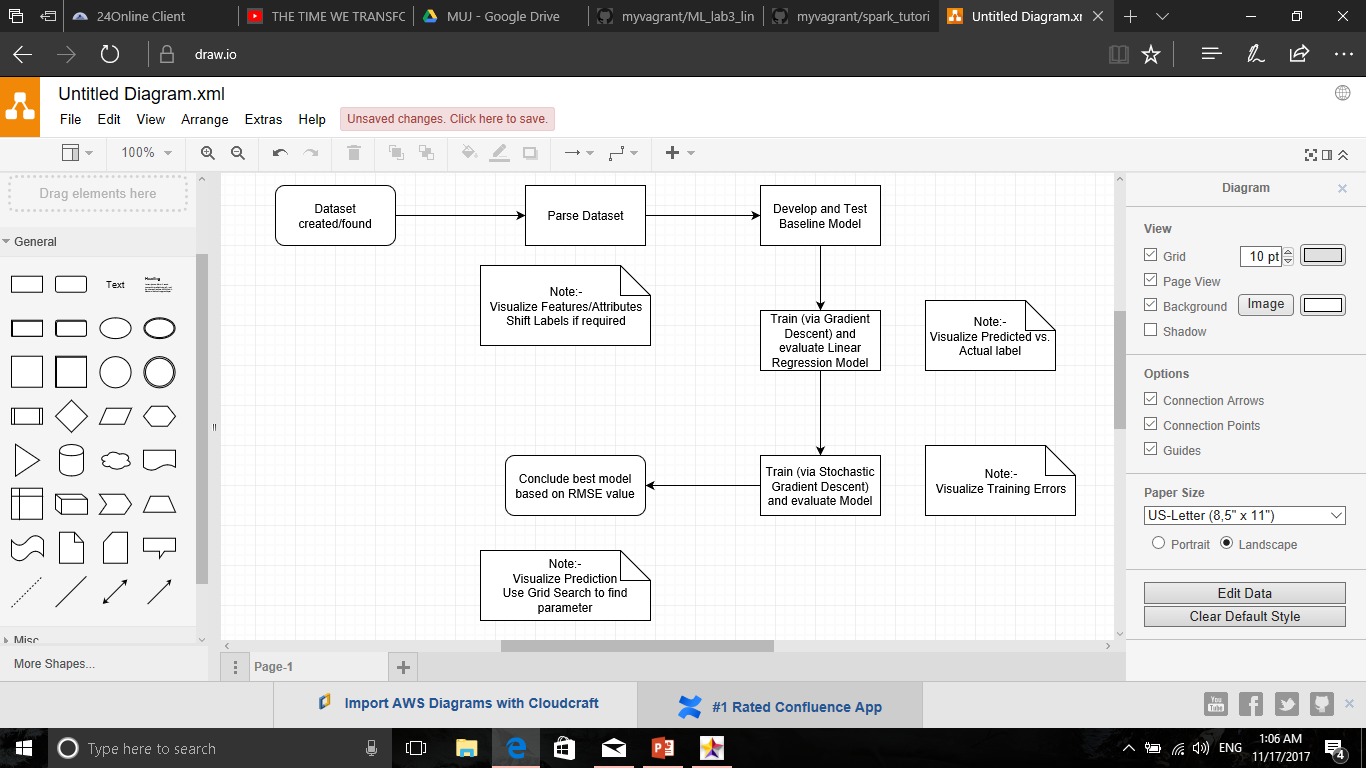 24Online Client
THE TIME WE TRANSFC
MUJ - Google Drive
myvagrant/ML_lab3_lin
myvagrant/spark_tutori
Untitled Diagram.xr
draw.io
Untitled Diagram.xml
File Edit View Arrange Extras Help
Unsaved changes. Click here to save.
100%
Drag elements here
General
Text
Heading
Misc
More Shapes...
Dataset
created/found
Parse Dataset
Develop and Test
Baseline Model
Note:-
Visualize Features/Attributes
Shift Labels if required
Train (via Gradient
Descent) and
evaluate Linear
Regression Model
Note:-
Visualize Predicted vs.
Actual label
Conclude best model
based on RMSE value
Train (via Stochastic
Gradient Descent)
and evaluate Model
Note:-
Visualize Training Errors
Note:-
Visualize Prediction
Use Grid Search to find
parameter
Page-1
Diagram
View
Grid
10 pt
Page View
Background
Image
Shadow
Options
Connection Arrows
Connection Points
Guides
Paper Size
US-Letter (8,5" x 11")
Portrait Landscape
Edit Data
Clear Default Style
Import AWS Diagrams with Cloudcraft
#1 Rated Confluence App
You
Tube
Type here to search
ENG
1:06 AM
11/17/2017
4